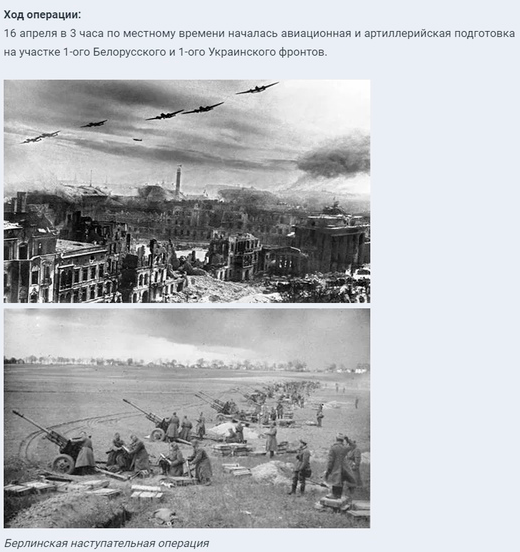 Ход операции:
16 апреля в 3 часа по местному времени началась авиационная и артиллерийская подготовка
на участке 1-ого Белорусского и 1-ого Украинского фронтов.
Берлинская наступательная операция